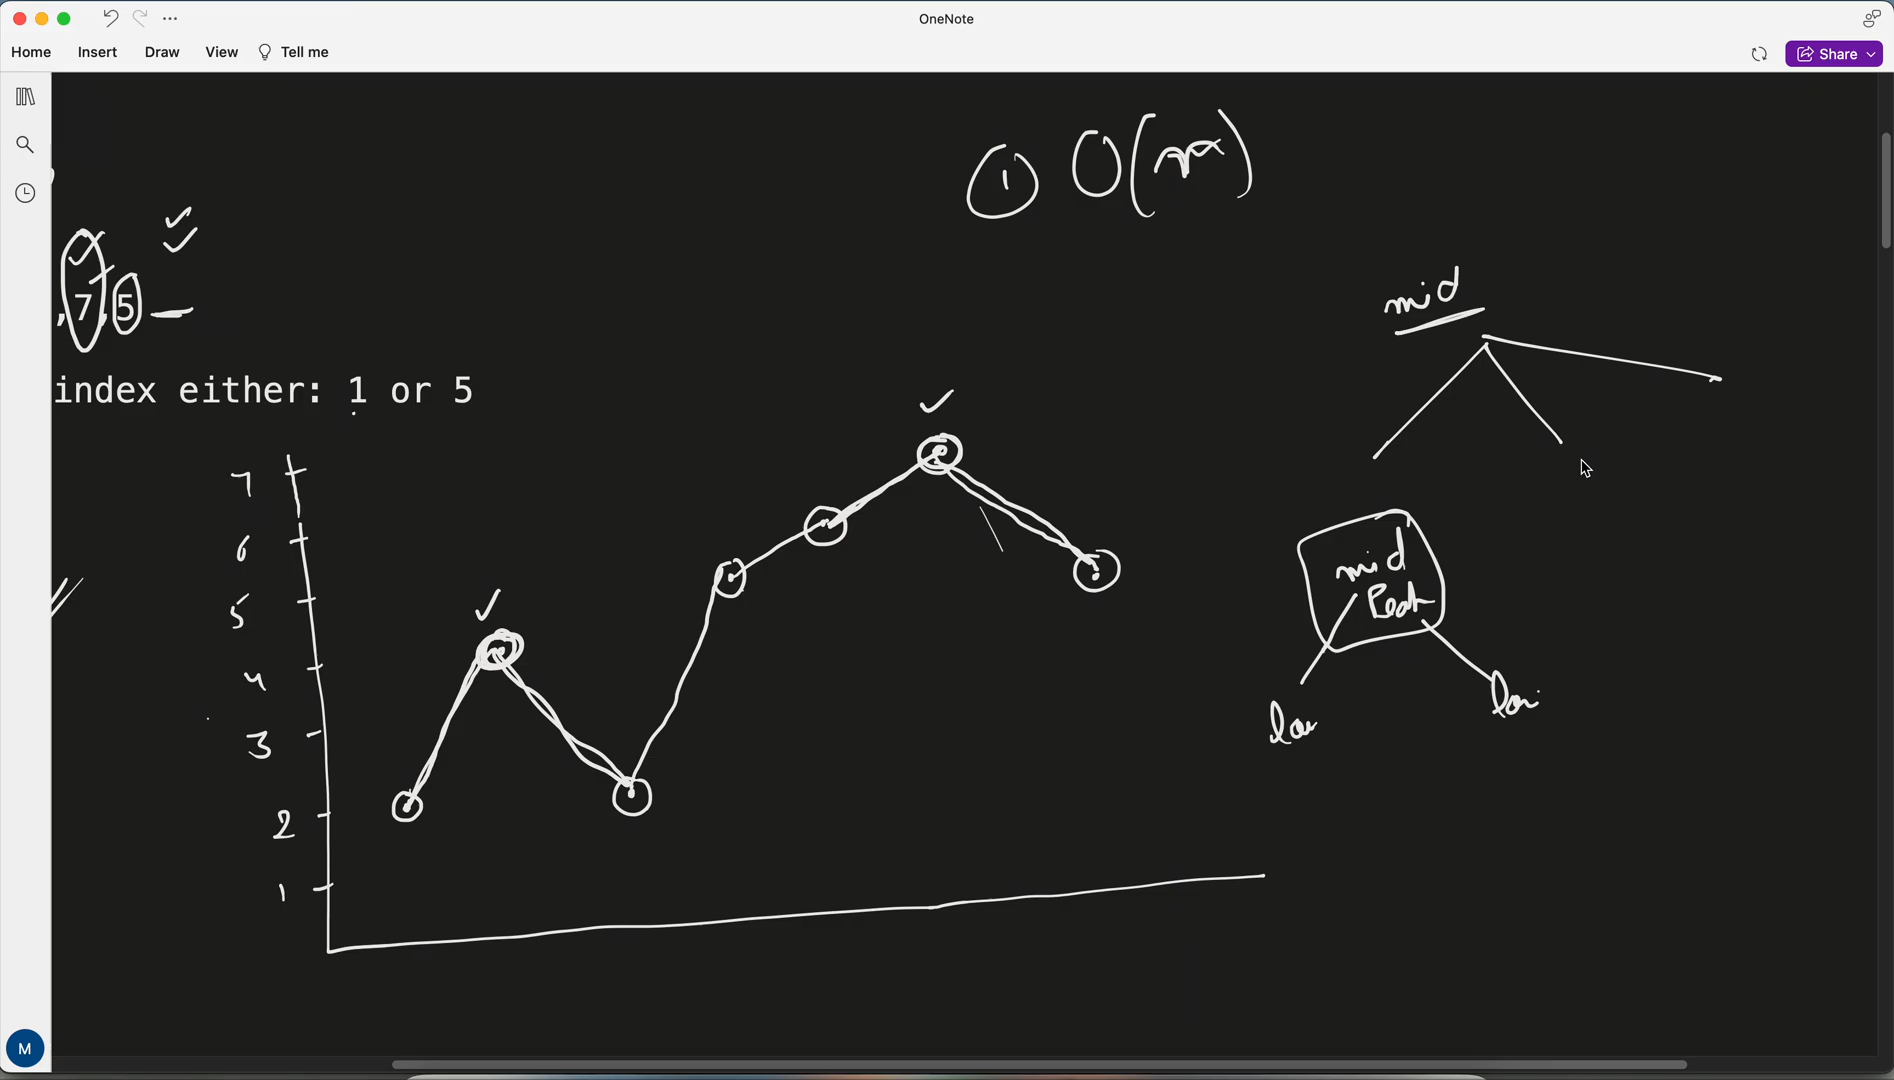 OneNote
Home Insert Draw View Tell me Share
① O(n)
, 7, 5
mid
index either: 1 or 5
7
6
5
4
3
2
1
mid
Peak
low
M